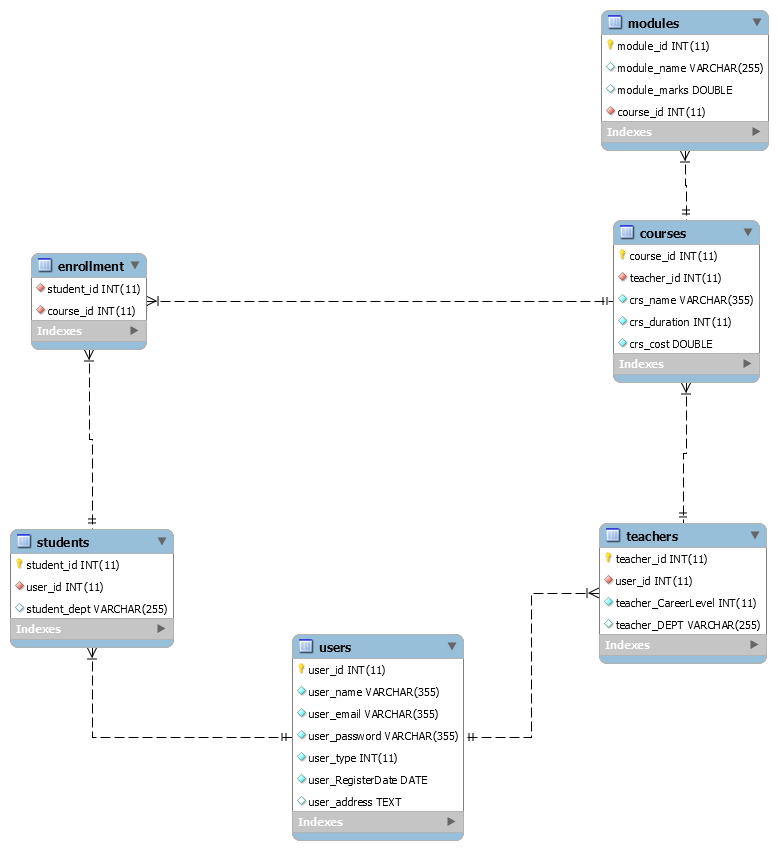 modules
module_id INT(11)
module_name VARCHAR(255)
module_marks DOUBLE
course_id INT(11)
Indexes
courses
course_id INT(11)
teacher_id INT(11)
crs_name VARCHAR(355)
crs_duration INT(11)
crs_cost DOUBLE
Indexes
enrollment
student_id INT(11)
course_id INT(11)
Indexes
students
student_id INT(11)
user_id INT(11)
student_dept VARCHAR(255)
Indexes
teachers
teacher_id INT(11)
user_id INT(11)
teacher_CareerLevel INT(11)
teacher_DEPT VARCHAR(255)
Indexes
users
user_id INT(11)
user_name VARCHAR(355)
user_email VARCHAR(355)
user_password VARCHAR(355)
user_type INT(11)
user_RegisterDate DATE
user_address TEXT
Indexes